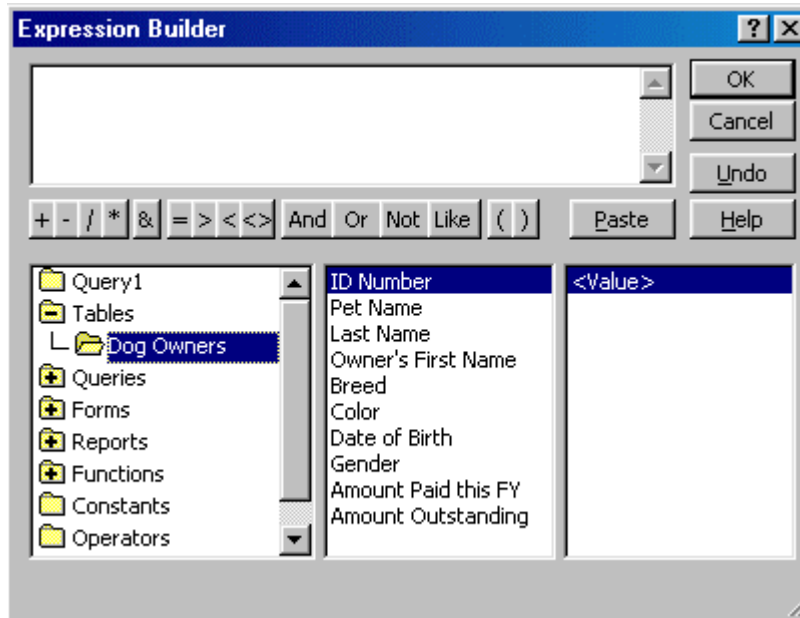 Expression Builder
OK
Cancel
Undo
+ - / * & = > < <> And Or Not Like ( ) Paste Help
Query1
Tables
Dog Owners
Queries
Forms
Reports
Functions
Constants
Operators
ID Number
Pet Name
Last Name
Owner's First Name
Breed
Color
Date of Birth
Gender
Amount Paid this FY
Amount Outstanding
<Value>